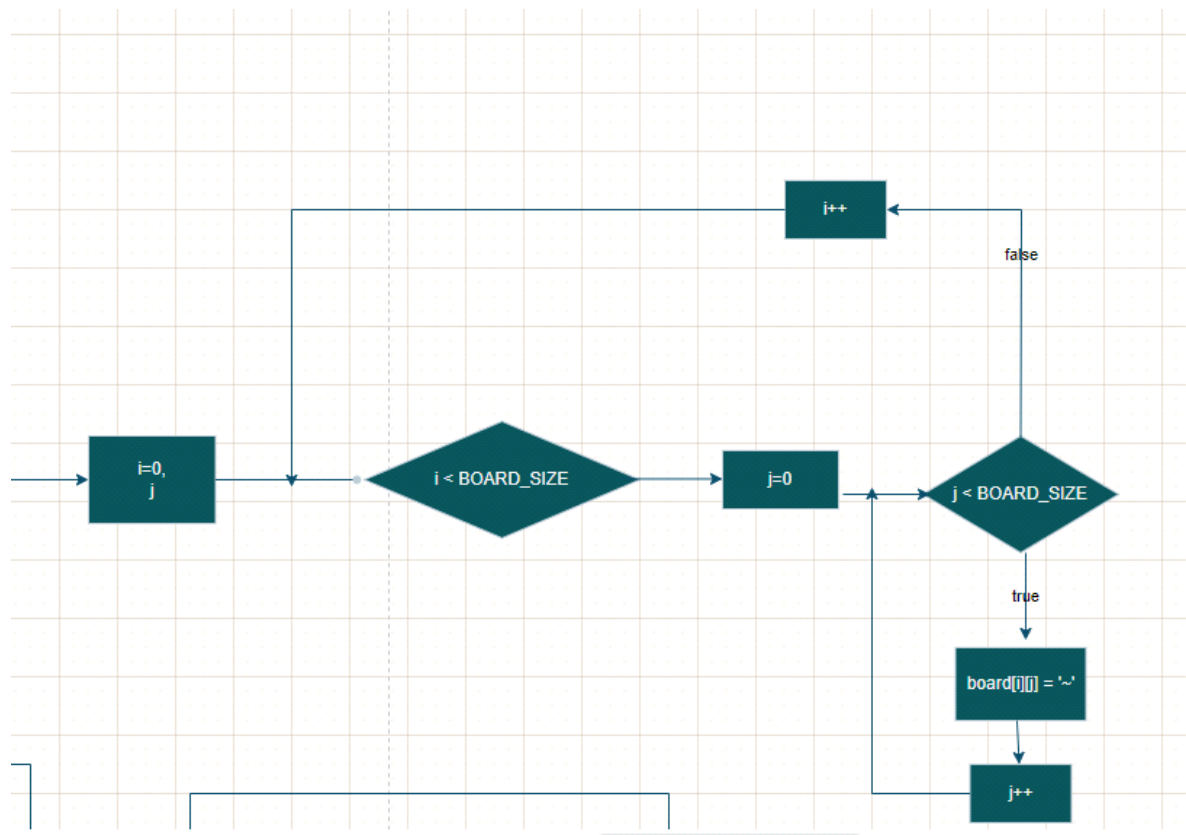 i++
false
i=0,
j
i < BOARD_SIZE
j=0
j < BOARD_SIZE
true
board[i][j] = '~'
j++